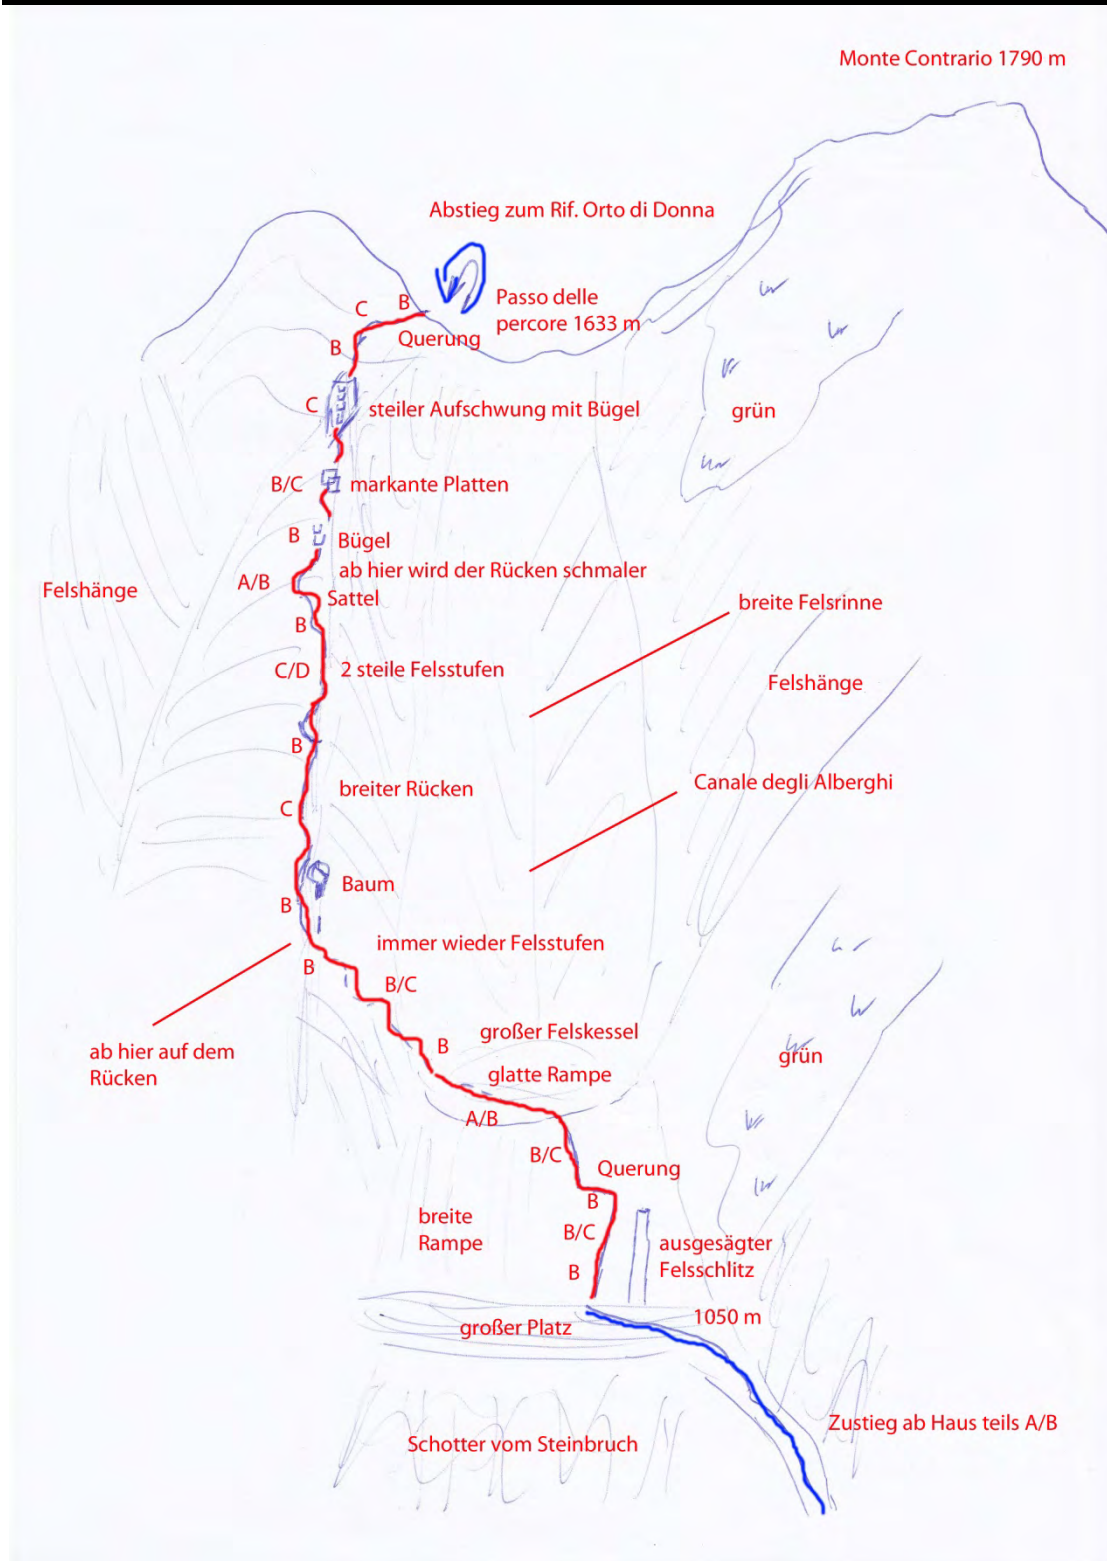 Monte Contrario 1790 m
Abstieg zum Rif. Orto di Donna
C
B
Passo delle
percore 1633 m
Querung
B
C
steiler Aufschwung mit Bügel
grün
B/C
markante Platten
B
Bügel
ab hier wird der Rücken schmaler
A/B
Sattel
Felshänge
breite Felsrinne
B
C/D
2 steile Felsstufen
Felshänge
B
breiter Rücken
Canale degli Alberghi
C
Baum
B
immer wieder Felsstufen
B
B/C
ab hier auf dem
Rücken
großer Felskessel
B
grün
glatte Rampe
A/B
B/C
Querung
B
breite
Rampe
B/C
ausgesägter
Felsschlitz
B
1050 m
großer Platz
Zustieg ab Haus teils A/B
Schotter vom Steinbruch